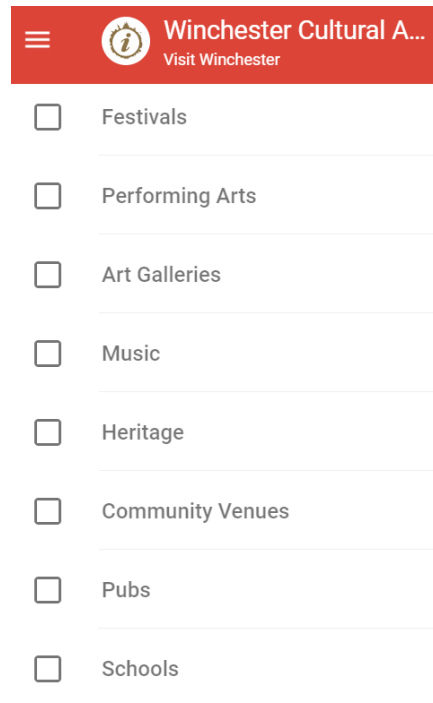 Winchester Cultural A...
Visit Winchester
Festivals
Performing Arts
Art Galleries
Music
Heritage
Community Venues
Pubs
Schools